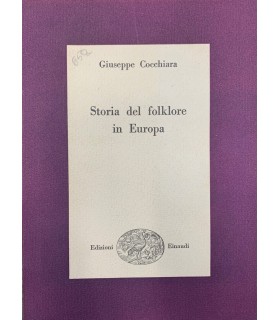 Giuseppe Cocchiara
Storia del folklore
in Europa
Edizioni Einaudi